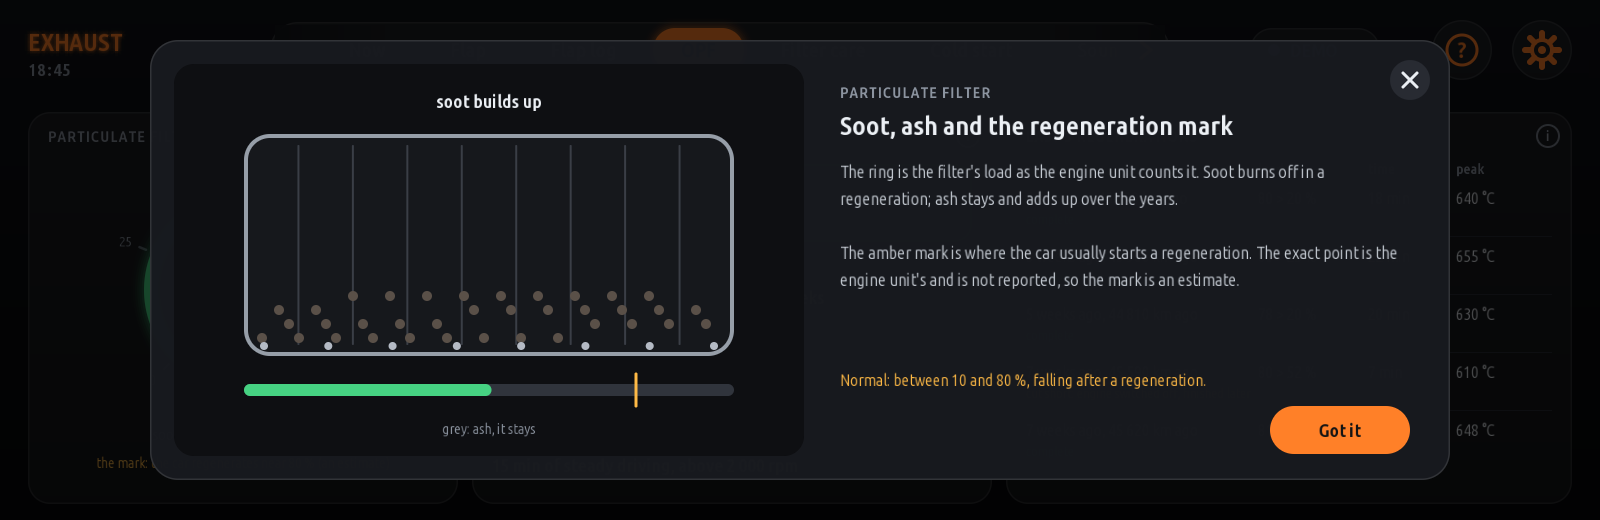 EXHAUST
18:45
?
PARTICULATE
i
25
the mark:
peak
640 °C
655 °C
630 °C
610 °C
648 °C
soot builds up
grey: ash, it stays
PARTICULATE FILTER
Soot, ash and the regeneration mark
The ring is the filter's load as the engine unit counts it. Soot burns off in a
regeneration; ash stays and adds up over the years.
The amber mark is where the car usually starts a regeneration. The exact point is the
engine unit's and is not reported, so the mark is an estimate.
Normal: between 10 and 80 %, falling after a regeneration.
Got it